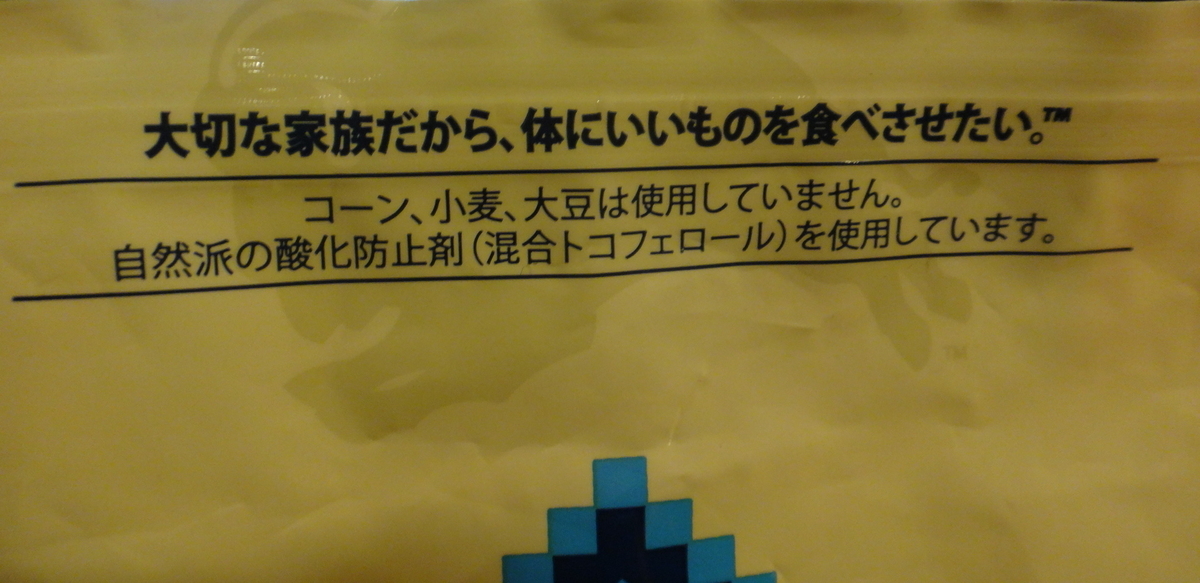 大切な家族だから、体にいいものを食べさせたい。™
コーン、小麦、大豆は使用していません。
自然派の酸化防止剤（混合トコフェロール）を使用しています。
TM